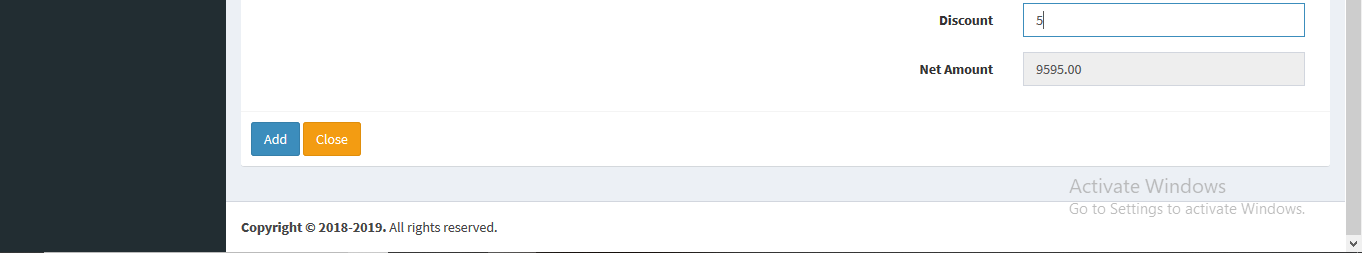 Discount 5
Net Amount 9595.00
Add Close
Activate Windows
Go to Settings to activate Windows.
Copyright © 2018-2019. All rights reserved.